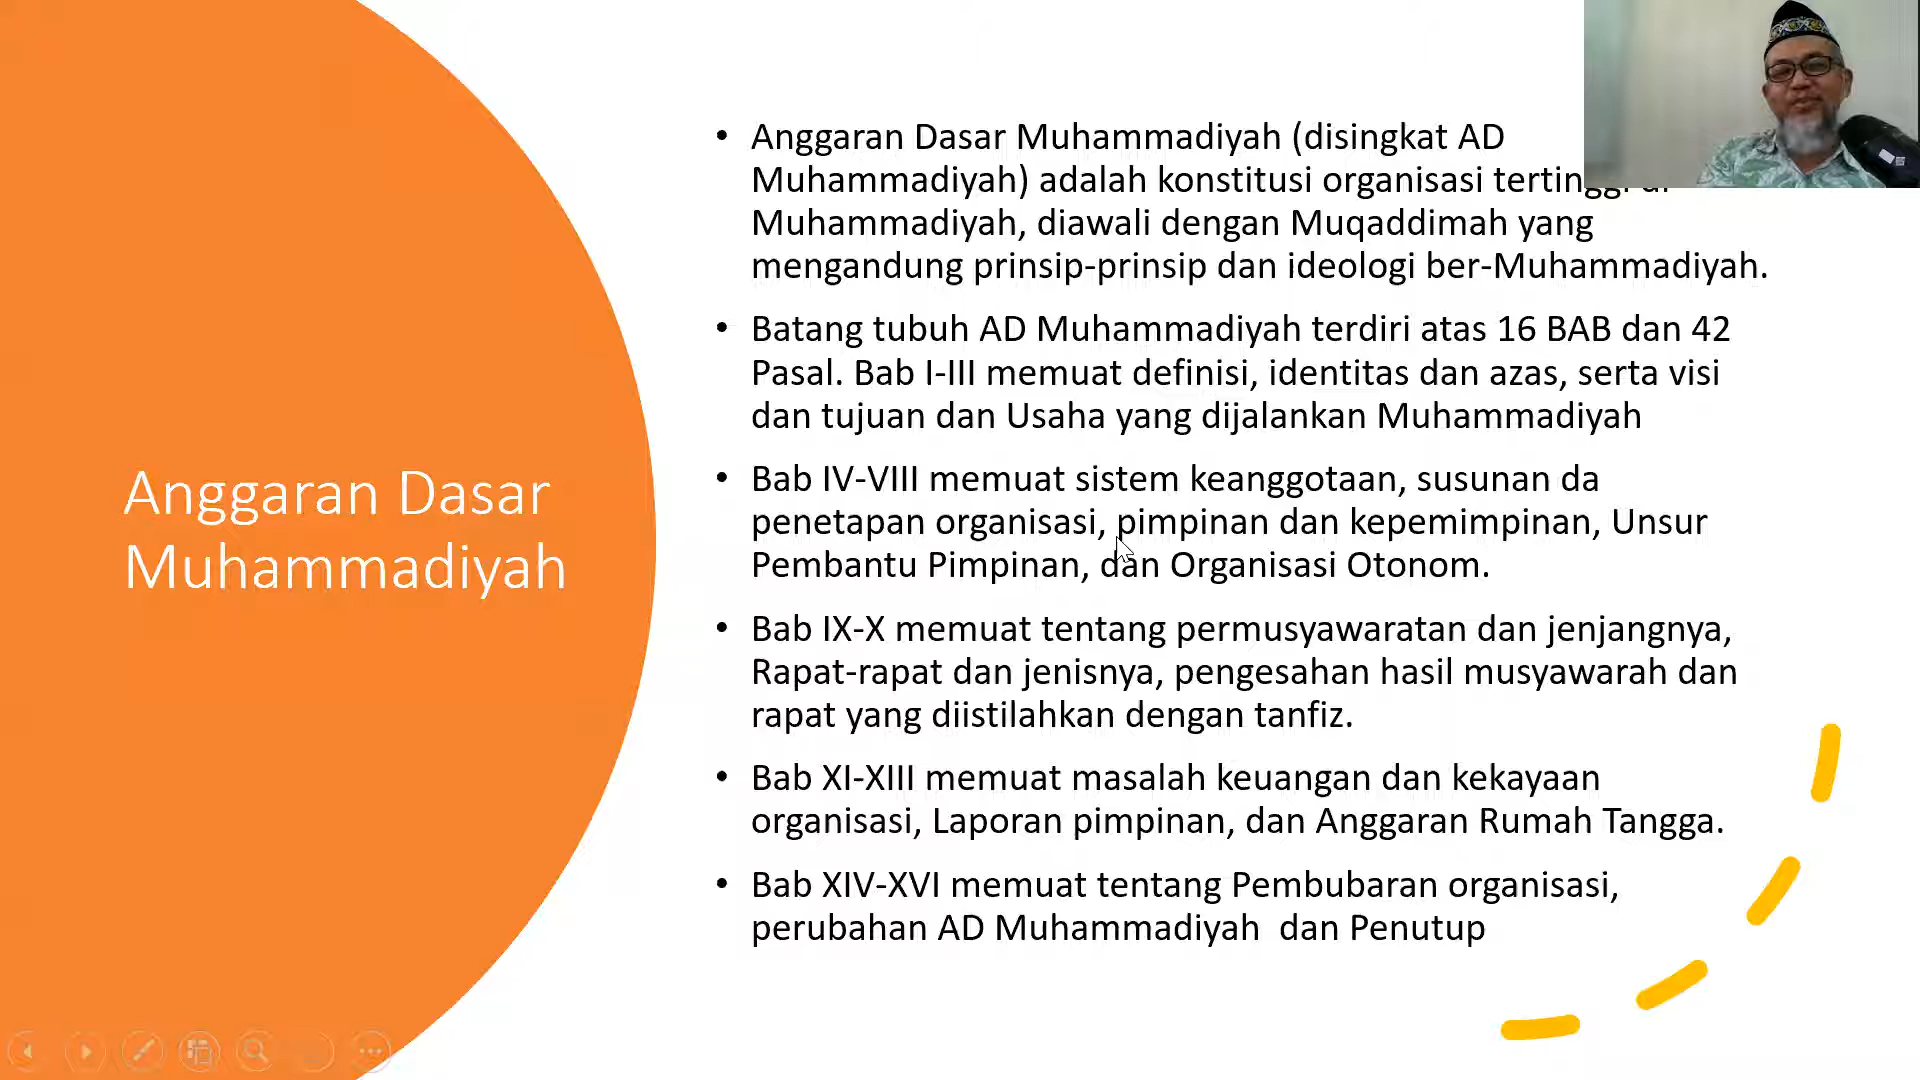 Anggaran Dasar
Muhammadiyah
• Anggaran Dasar Muhammadiyah (disingkat AD
Muhammadiyah) adalah konstitusi organisasi tertinggi di
Muhammadiyah, diawali dengan Muqaddimah yang
mengandung prinsip-prinsip dan ideologi ber-Muhammadiyah.
• Batang tubuh AD Muhammadiyah terdiri atas 16 BAB dan 42
Pasal. Bab I-III memuat definisi, identitas dan azas, serta visi
dan tujuan dan Usaha yang dijalankan Muhammadiyah
• Bab IV-VIII memuat sistem keanggotaan, susunan da
penetapan organisasi, pimpinan dan kepemimpinan, Unsur
Pembantu Pimpinan, dan Organisasi Otonom.
• Bab IX-X memuat tentang permusyawaratan dan jenjangnya,
Rapat-rapat dan jenisnya, pengesahan hasil musyawarah dan
rapat yang diistilahkan dengan tanfiz.
• Bab XI-XIII memuat masalah keuangan dan kekayaan
organisasi, Laporan pimpinan, dan Anggaran Rumah Tangga.
• Bab XIV-XVI memuat tentang Pembubaran organisasi,
perubahan AD Muhammadiyah  dan Penutup